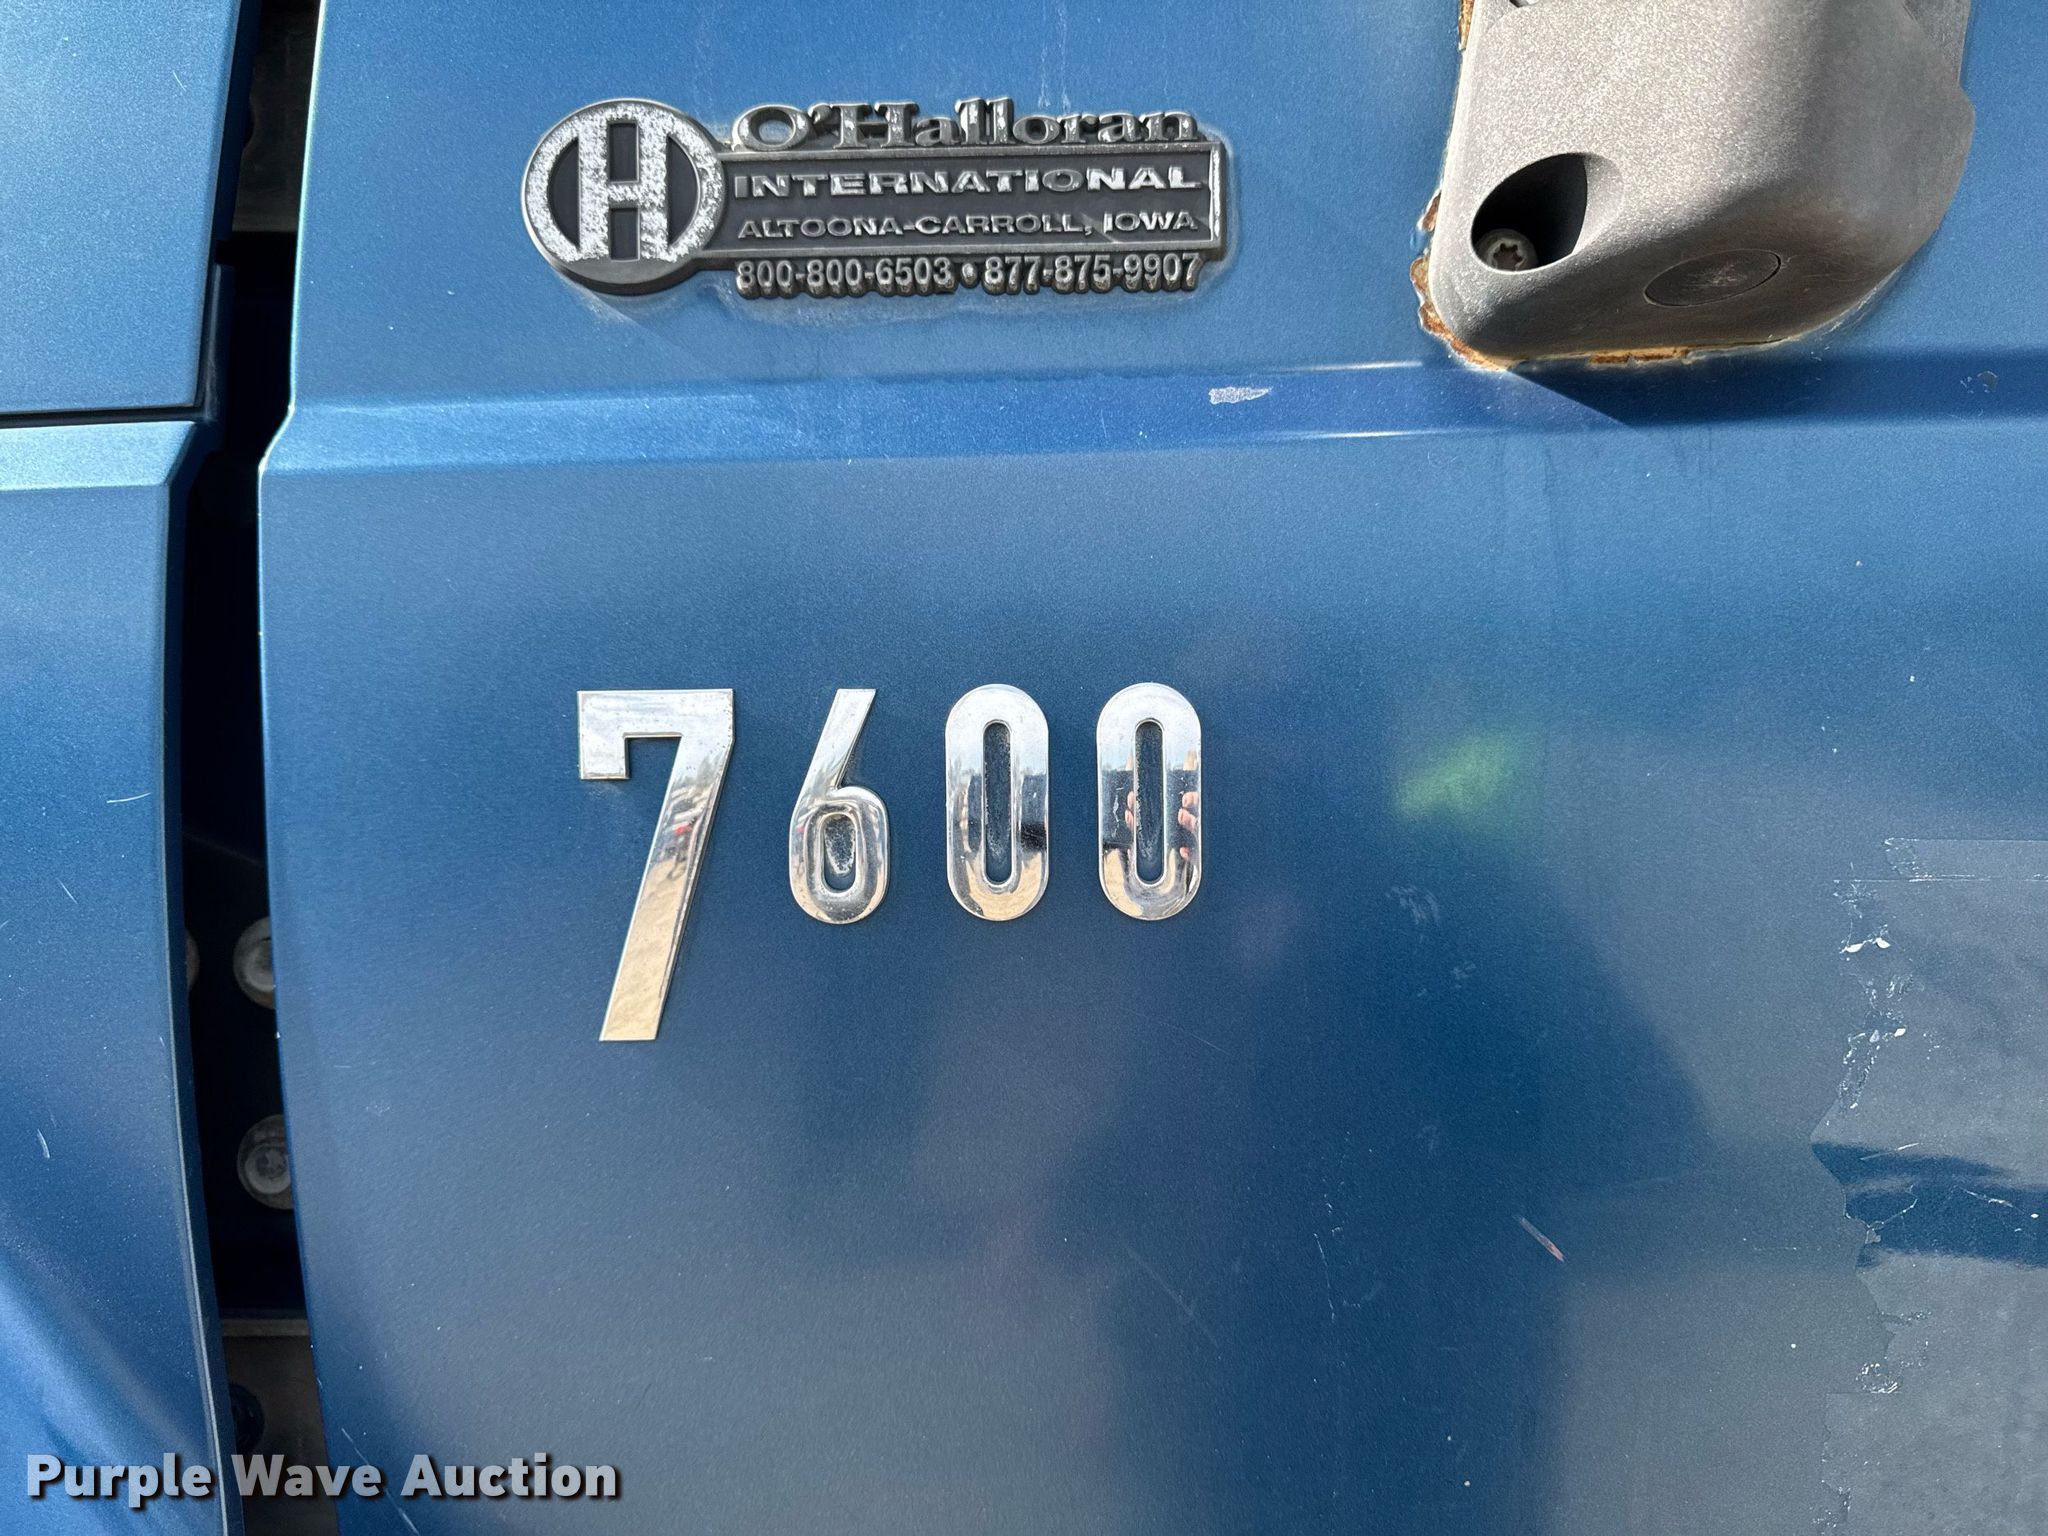 O'Halloran
INTERNATIONAL
ALTOONA-CARROLL, IOWA
800-800-6503 • 877-875-9907
7600
Purple Wave Auction